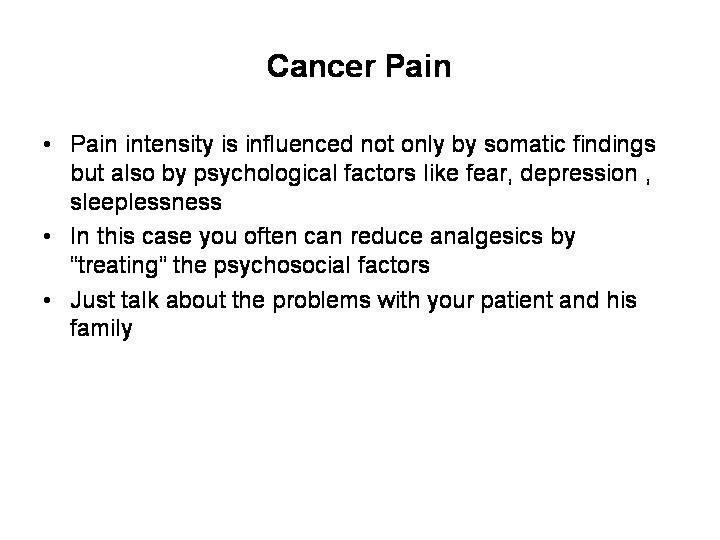 Cancer Pain
• Pain intensity is influenced not only by somatic findings
but also by psychological factors like fear, depression ,
sleeplessness
• In this case you often can reduce analgesics by
“treating” the psychosocial factors
• Just talk about the problems with your patient and his
family